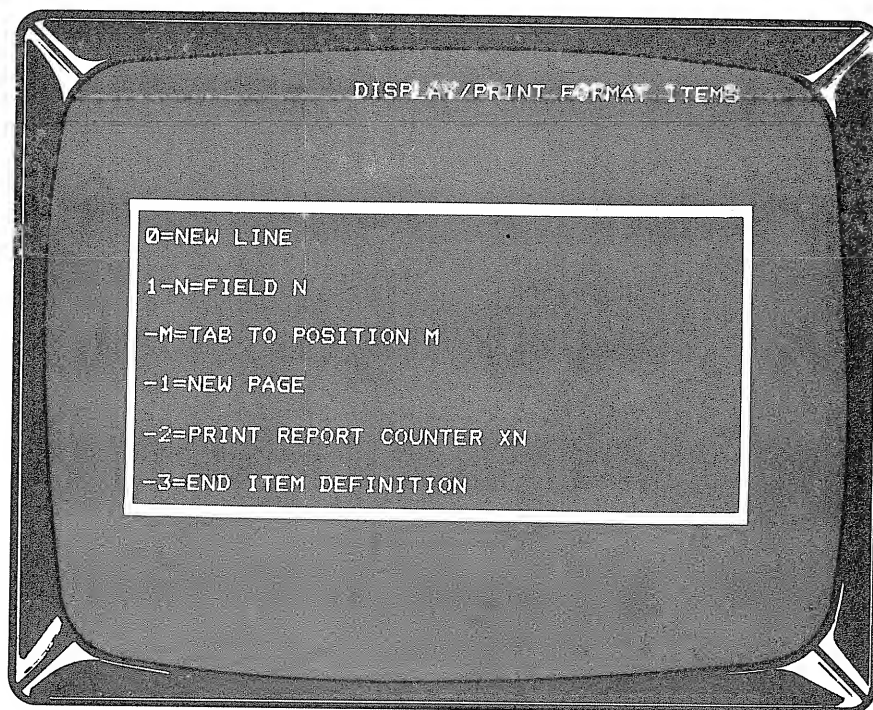 DISPLAY/PRINT FORMAT ITEMS
0=NEW LINE
1-N=FIELD N
-M=TAB TO POSITION M
-1=NEW PAGE
-2=PRINT REPORT COUNTER XN
-3=END ITEM DEFINITION